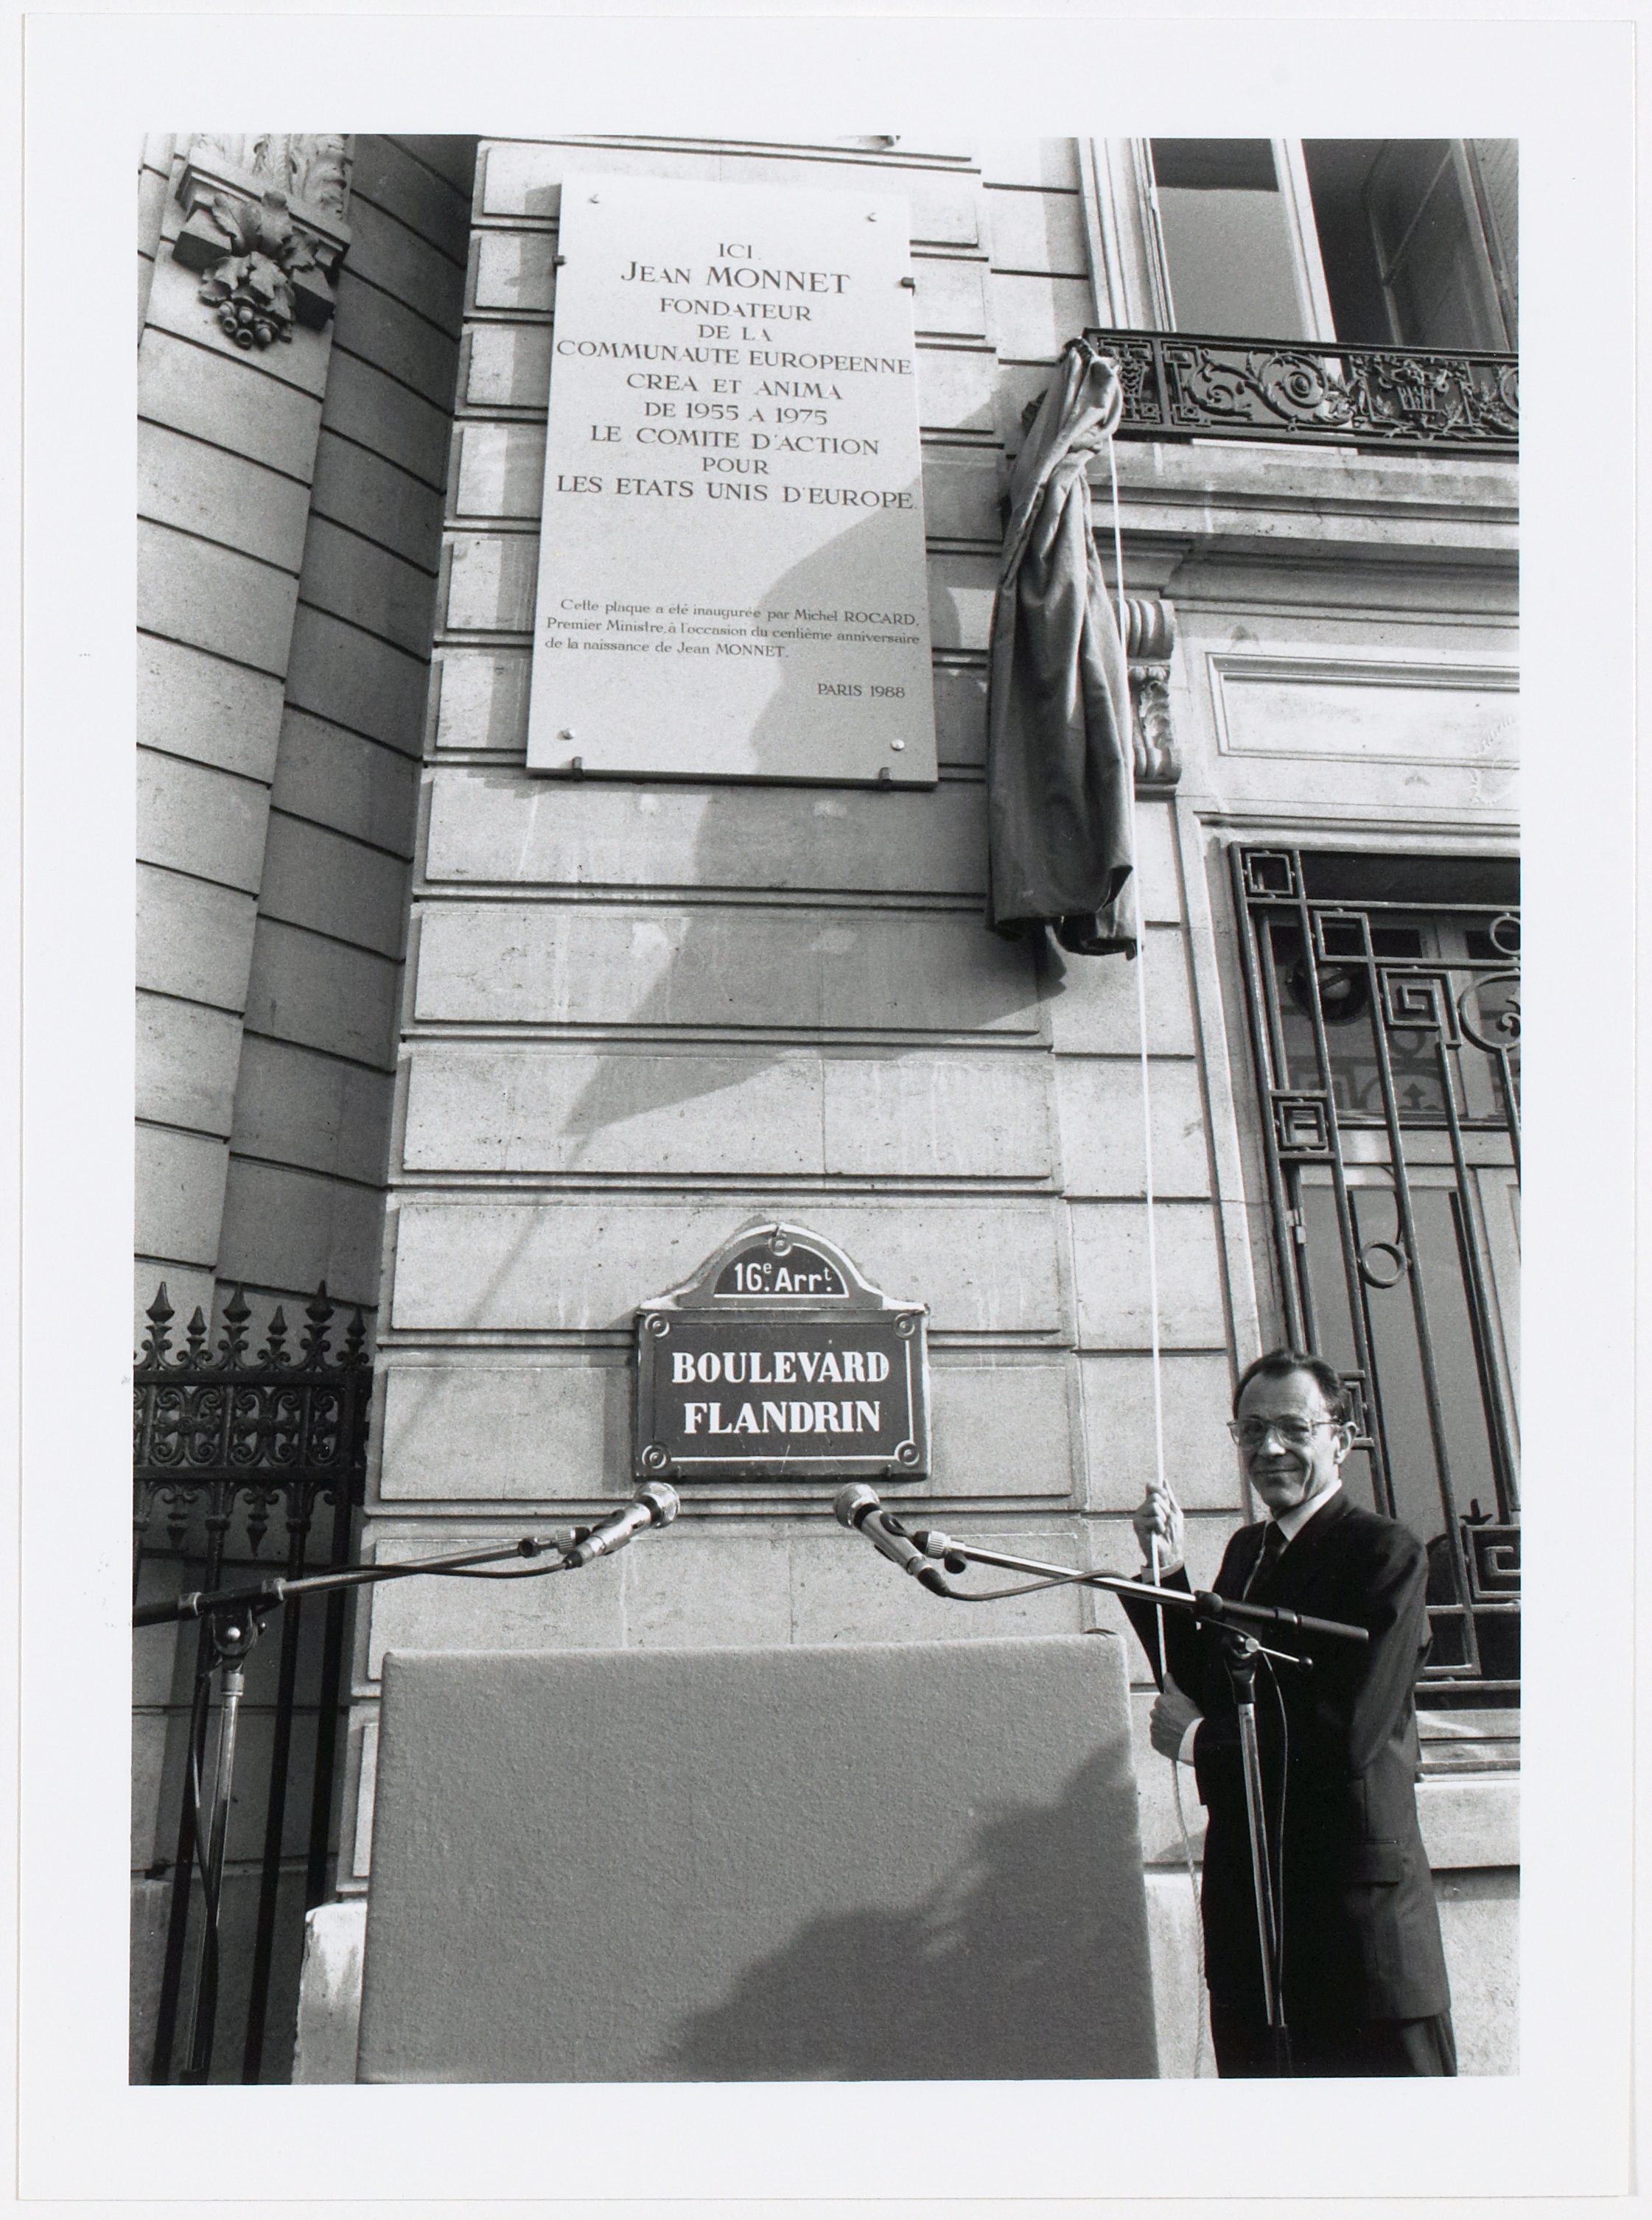 ICI
JEAN MONNET
FONDATEUR
DE LA
COMMUNAUTE EUROPEENNE
CREA ET ANIMA
DE 1955 A 1975
LE COMITE D'ACTION
POUR
LES ETATS UNIS D'EUROPE.
Cette plaque a été inaugurée par Michel ROCARD,
Premier Ministre, à l'occasion du centième anniversaire
de la naissance de Jean MONNET.
PARIS 1988
16e. Arrt.
BOULEVARD
FLANDRIN